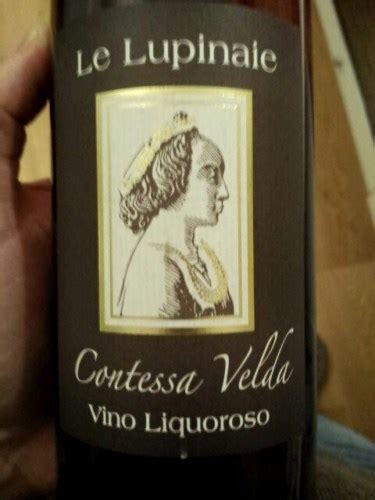 Le Lupinaie
Contessa Velda
Vino Liquoroso